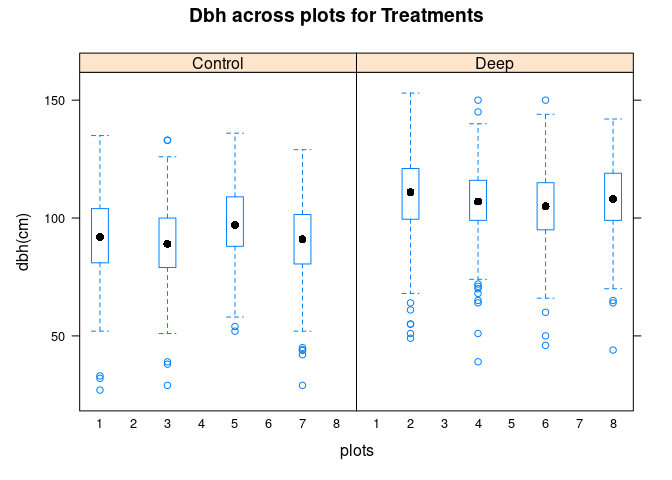 Dbh across plots for Treatments
Control Deep
150
100
50
dbh(cm)
1 2 3 4 5 6 7 8 1 2 3 4 5 6 7 8
plots